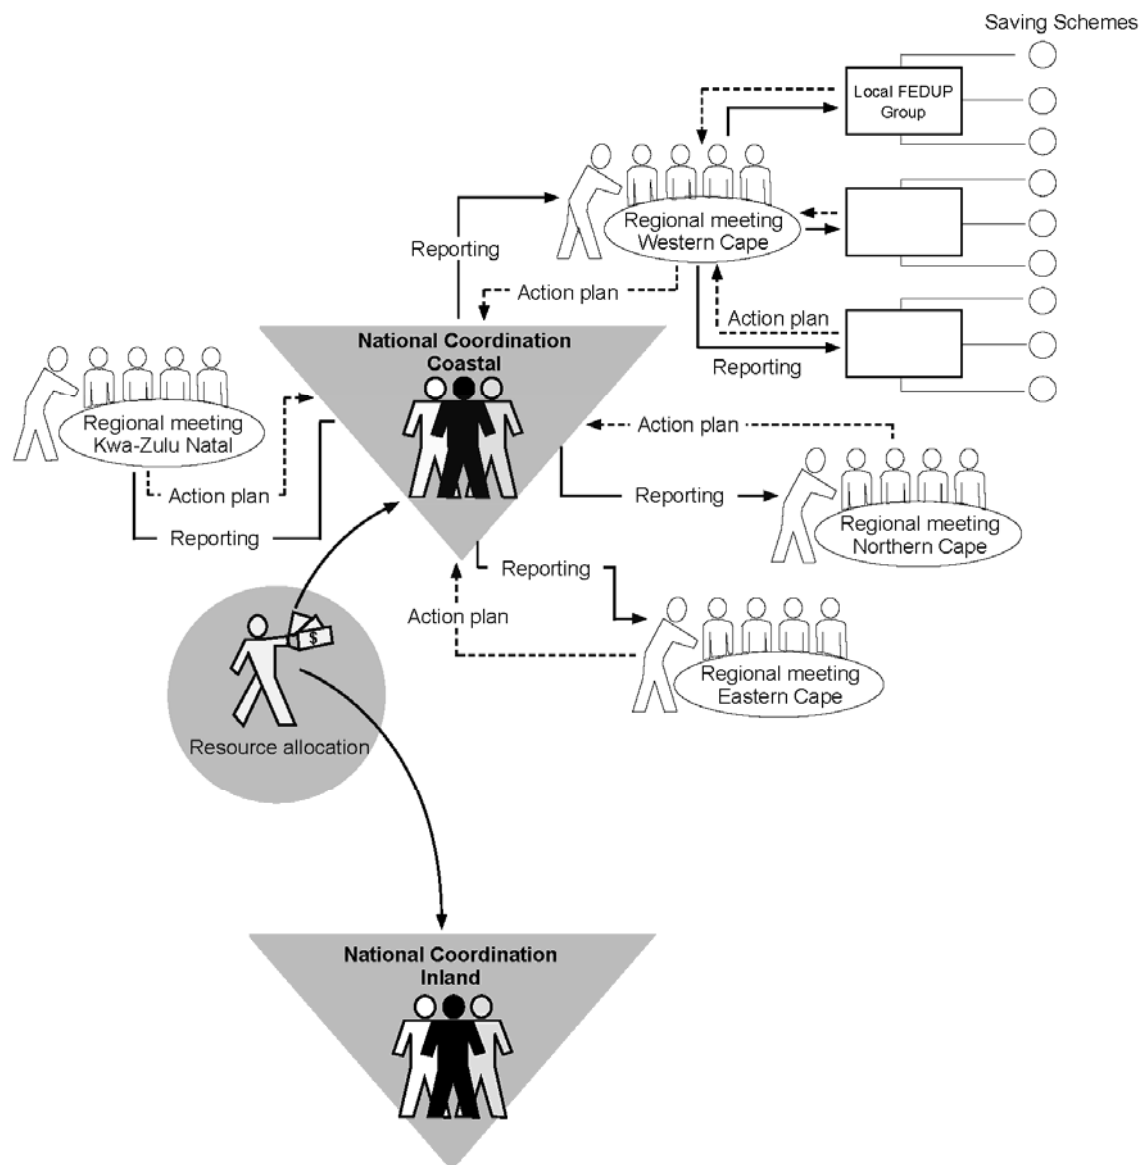 Saving Schemes
Local FEDUP
Group
Regional meeting
Western Cape
Reporting
Action plan
Action plan
Reporting
National Coordination
Coastal
Regional meeting
Kwa-Zulu Natal
Action plan
Reporting
Action plan
Reporting
Regional meeting
Northern Cape
Reporting
Action plan
Regional meeting
Eastern Cape
$
Resource allocation
National Coordination
Inland